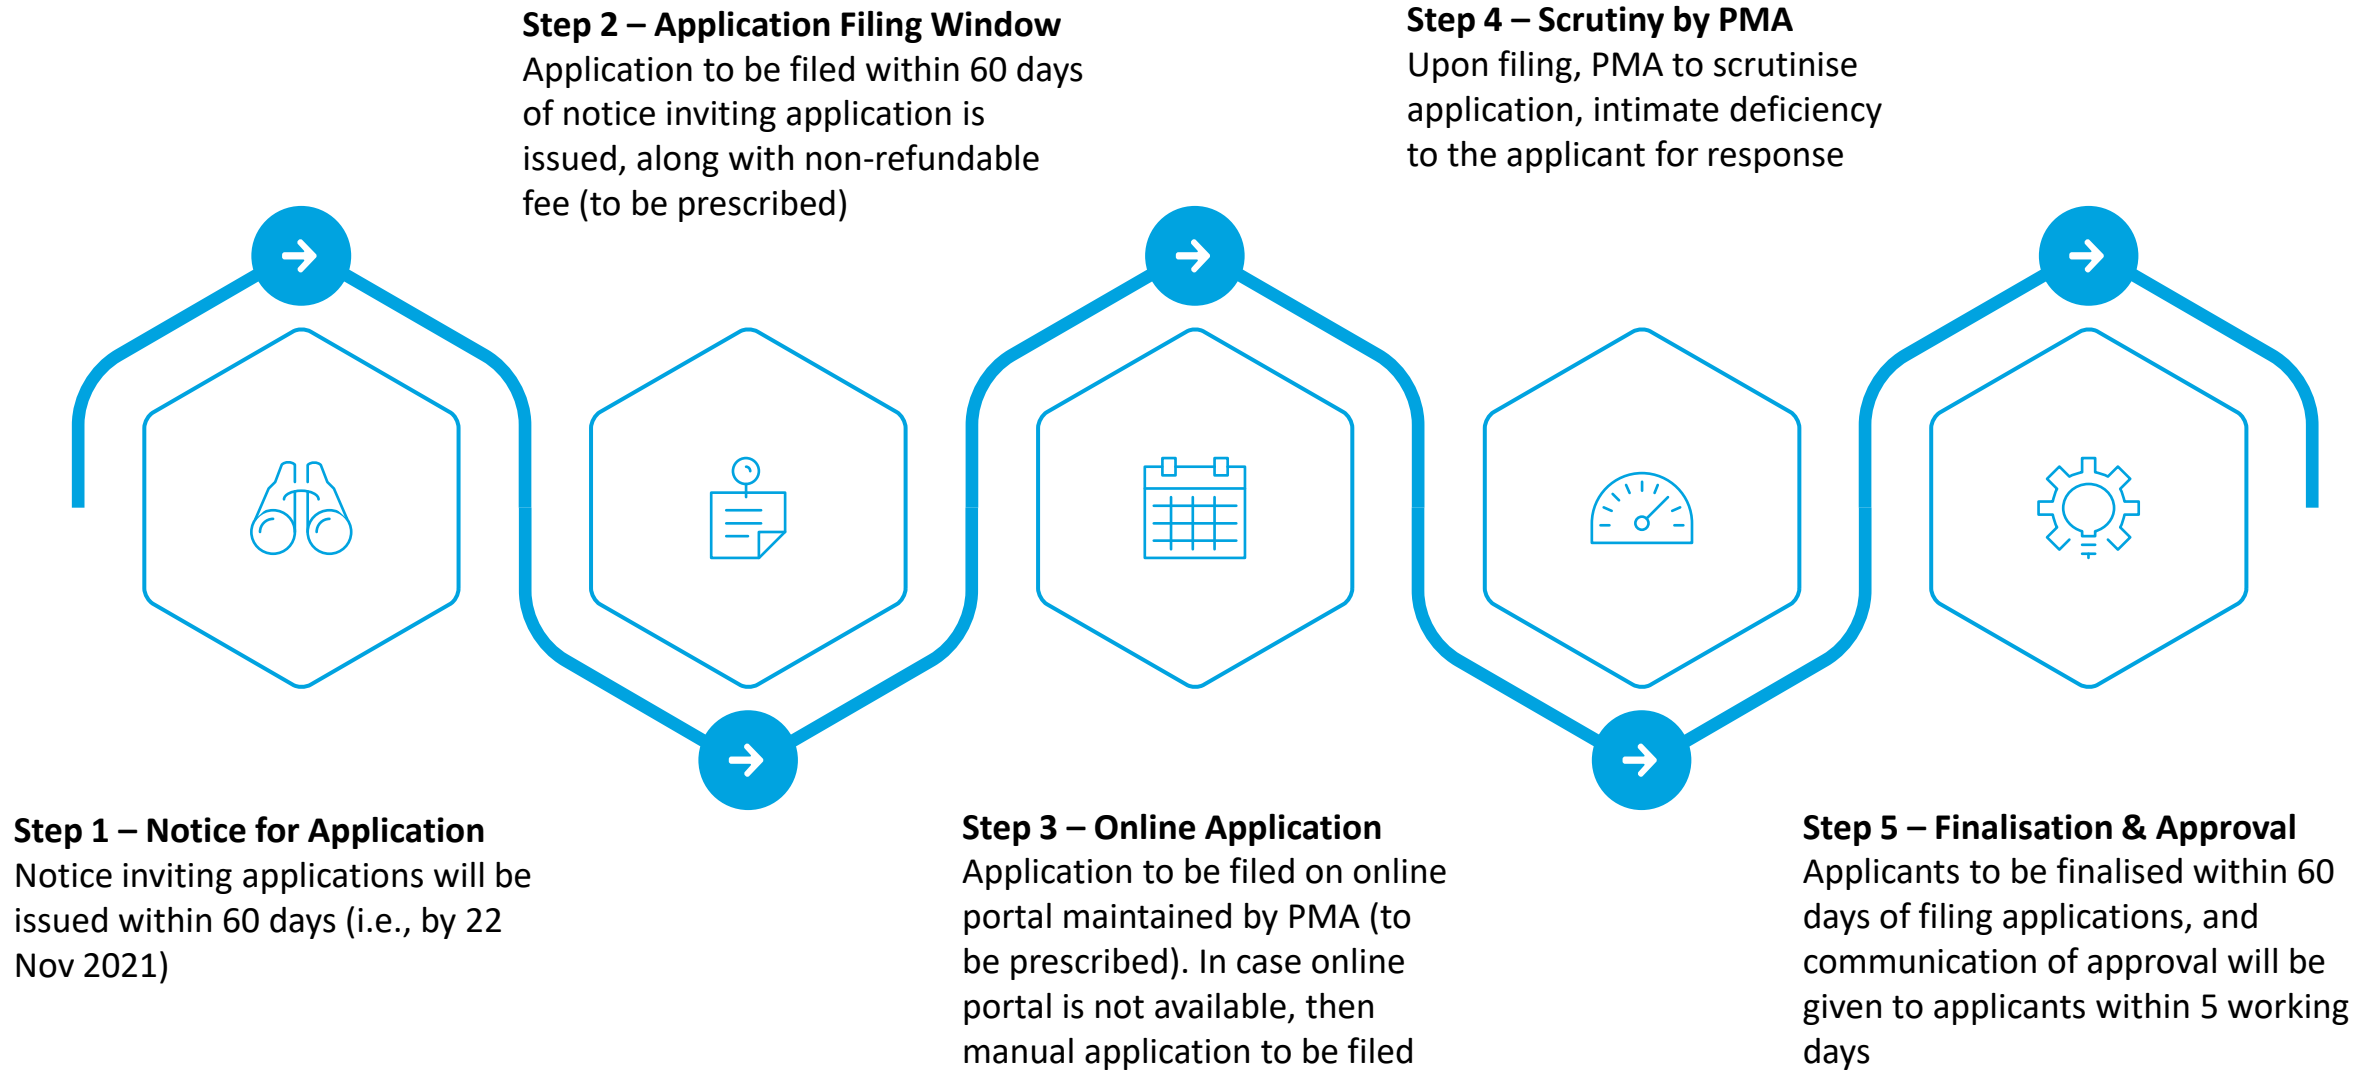 Step 1 – Notice for Application
Notice inviting applications will be
issued within 60 days (i.e., by 22
Nov 2021)
Step 2 – Application Filing Window
Application to be filed within 60 days
of notice inviting application is
issued, along with non-refundable
fee (to be prescribed)
Step 3 – Online Application
Application to be filed on online
portal maintained by PMA (to
be prescribed). In case online
portal is not available, then
manual application to be filed
Step 4 – Scrutiny by PMA
Upon filing, PMA to scrutinise
application, intimate deficiency
to the applicant for response
Step 5 – Finalisation & Approval
Applicants to be finalised within 60
days of filing applications, and
communication of approval will be
given to applicants within 5 working
days